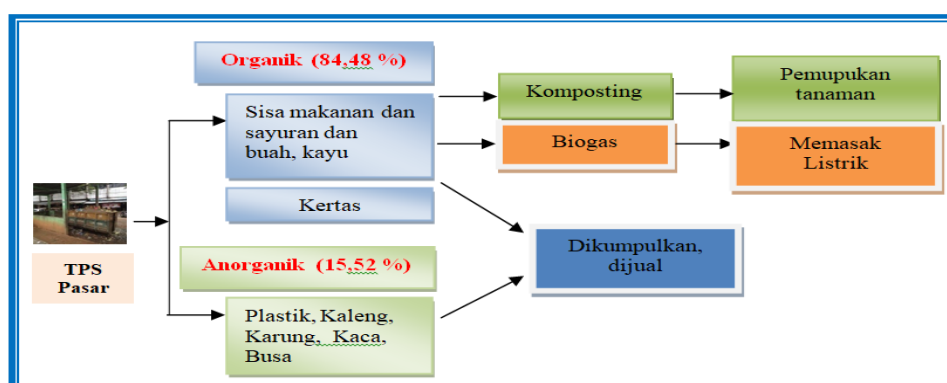 Organik (84,48 %)
Sisa makanan dan
sayuran dan
buah, kayu
Kertas
Komposting
Pemupukan
tanaman
Biogas
Memasak
Listrik
TPS
Pasar
Anorganik (15,52 %)
Plastik, Kaleng,
Karung, Kaca,
Busa
Dikumpulkan,
dijual